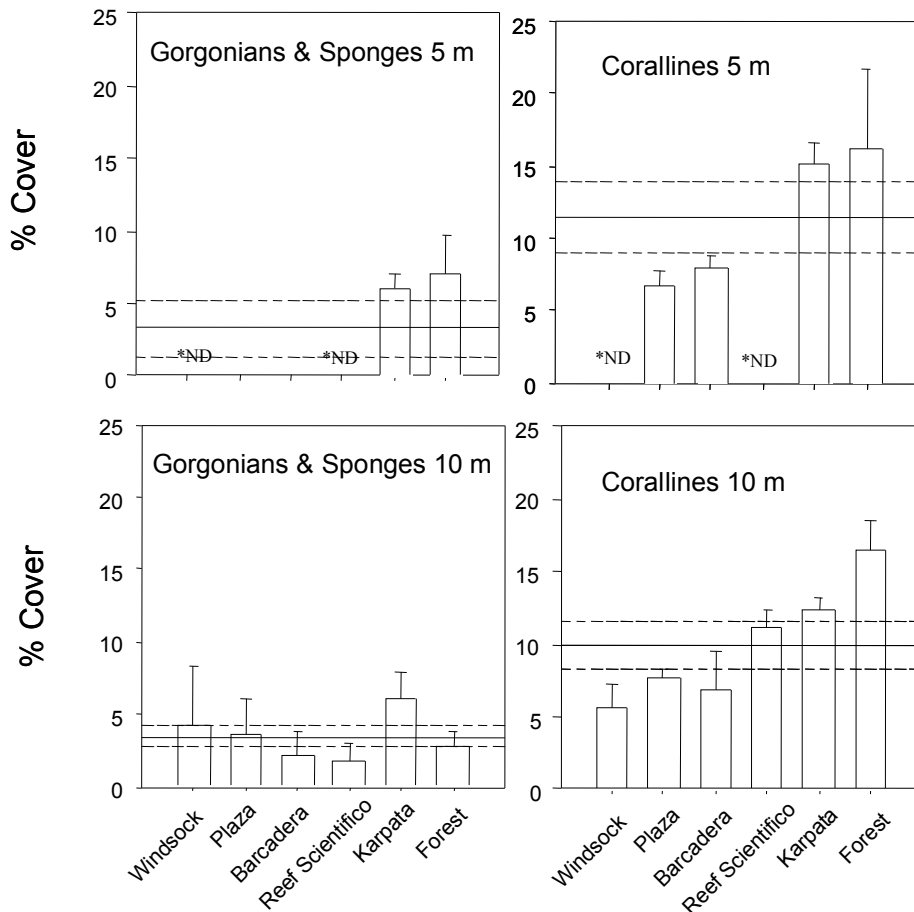 Gorgonians & Sponges 5 m
% Cover
25
20
15
10
5
0
*ND
*ND
Corallines 5 m
25
20
15
10
5
0
*ND
*ND
Gorgonians & Sponges 10 m
% Cover
25
20
15
10
5
0
Windsock
Plaza
Barcadera
Reef Scientifico
Karpata
Forest
Corallines 10 m
25
20
15
10
5
0
Windsock
Plaza
Barcadera
Reef Scientifico
Karpata
Forest